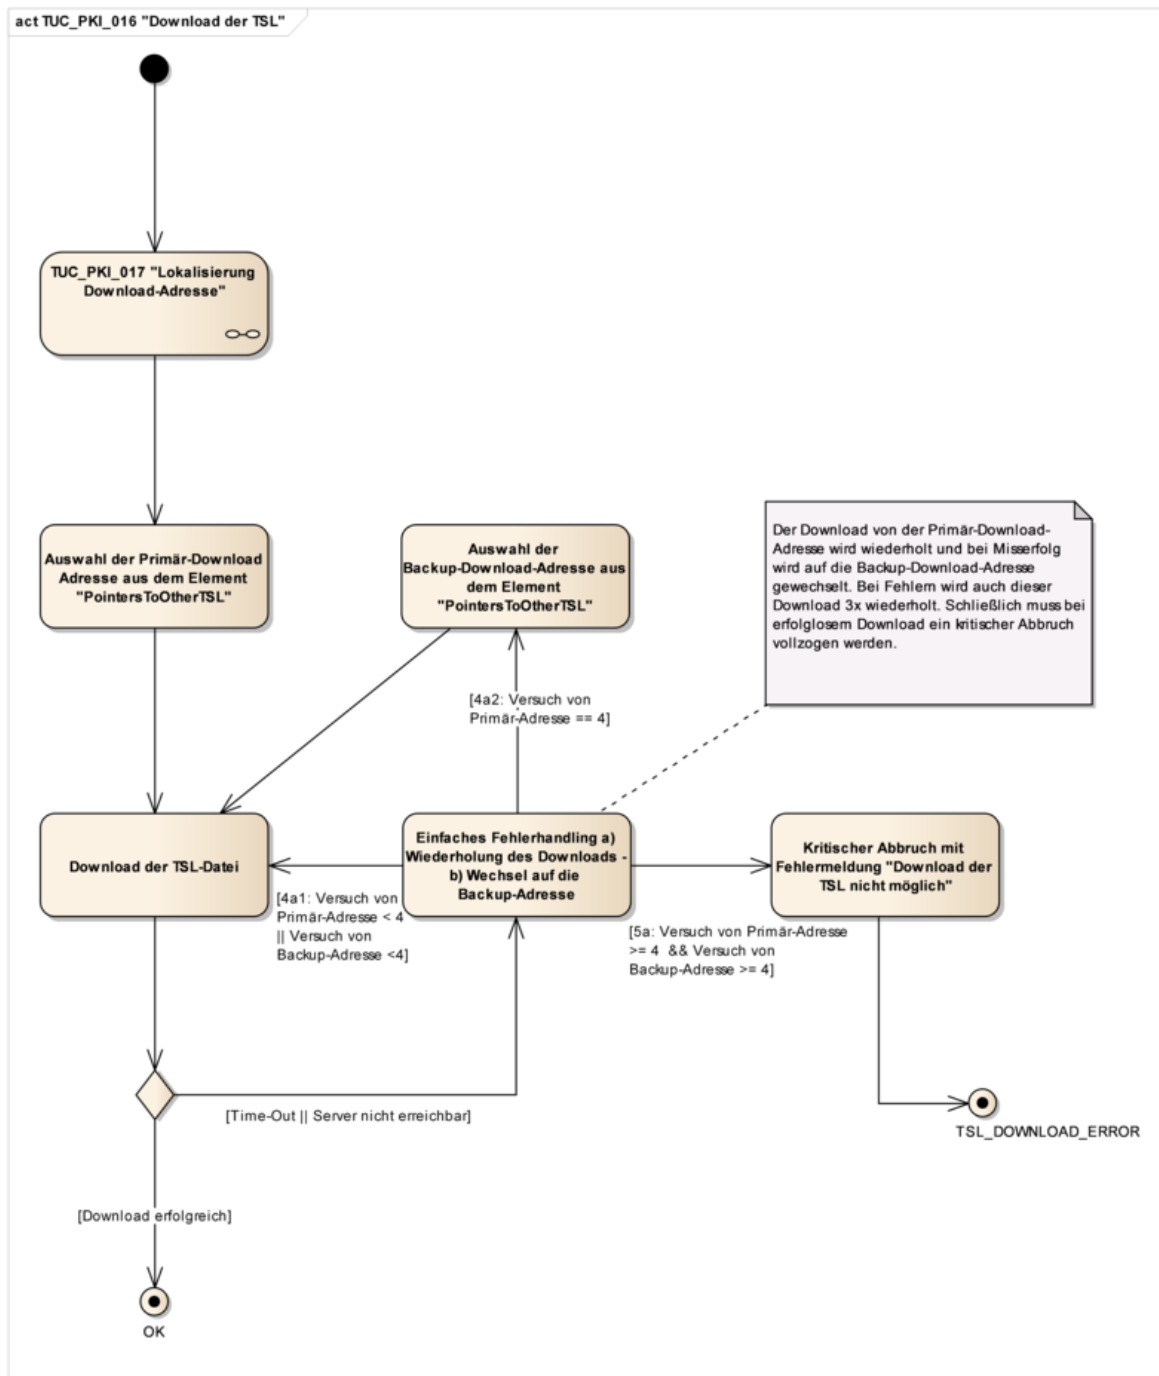 act TUC_PKI_016 "Download der TSL"
TUC_PKI_017 "Lokalisierung
Download-Adresse"
Auswahl der Primär-Download
Adresse aus dem Element
"PointersToOtherTSL"
Auswahl der
Backup-Download-Adresse aus
dem Element
"PointersToOtherTSL"
Der Download von der Primär-Download-
Adresse wird wiederholt und bei Misserfolg
wird auf die Backup-Download-Adresse
gewechselt. Bei Fehlern wird auch dieser
Download 3x wiederholt. Schließlich muss bei
erfolglosem Download ein kritischer Abbruch
vollzogen werden.
[4a2: Versuch von
Primär-Adresse == 4]
Download der TSL-Datei
Einfaches Fehlerhandling a)
Wiederholung des Downloads -
b) Wechsel auf die
Backup-Adresse
Kritischer Abbruch mit
Fehlermeldung "Download der
TSL nicht möglich"
[4a1: Versuch von
Primär-Adresse < 4
|| Versuch von
Backup-Adresse <4]
[5a: Versuch von Primär-Adresse
>= 4 && Versuch von
Backup-Adresse >= 4]
[Time-Out || Server nicht erreichbar]
TSL_DOWNLOAD_ERROR
[Download erfolgreich]
OK